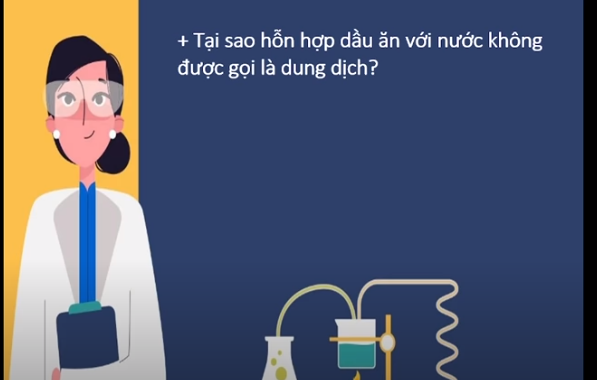 + Tại sao hỗn hợp dầu ăn với nước không
được gọi là dung dịch?